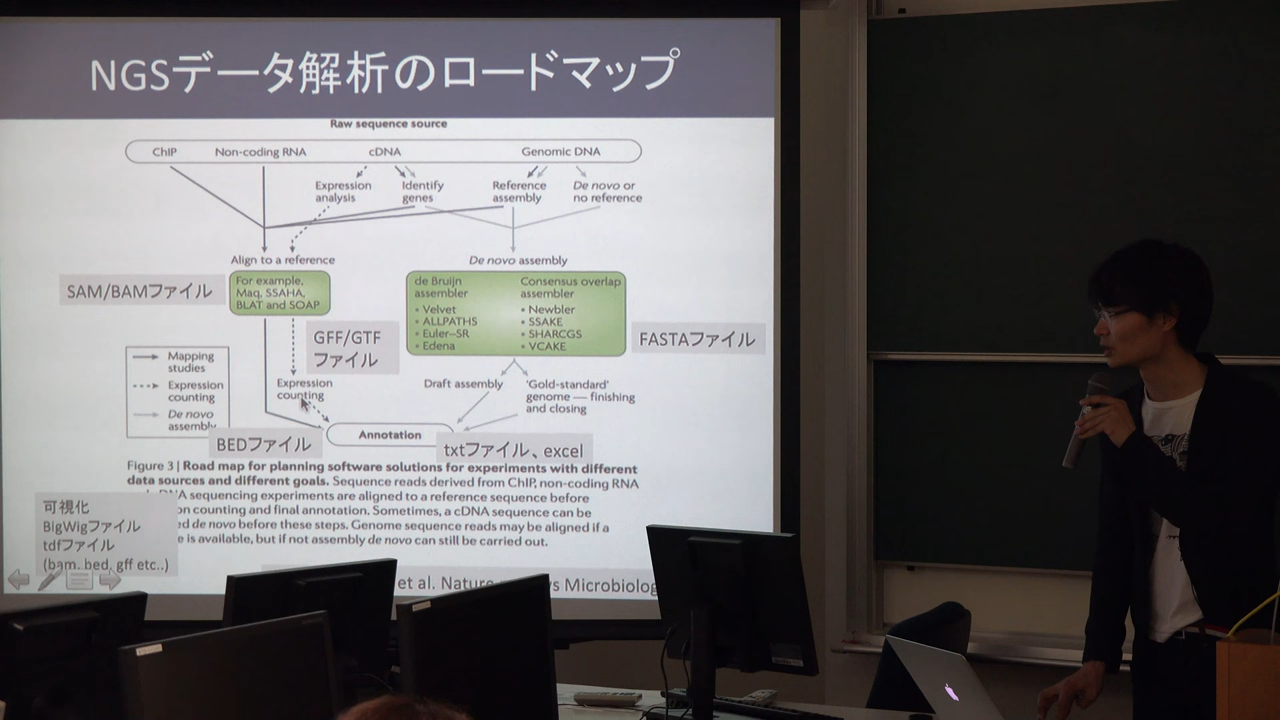 NGSデータ解析のロードマップ
Raw sequence source
ChIP Non-coding RNA cDNA Genomic DNA
Expression analysis
Identify genes
Reference assembly
De novo or no reference
Align to a reference
De novo assembly
SAM/BAMファイル
For example,
Maq, SSAHA,
BLAT and SOAP
de Bruijn
assembler
• Velvet
• ALLPATHS
• Euler–SR
• Edena
Consensus overlap
assembler
• Newbler
• SSAKE
• SHARCGS
• VCAKE
GFF/GTF
ファイル
FASTAファイル
Mapping
studies
Expression
counting
De novo
assembly
Expression
counting
Draft assembly
'Gold-standard'
genome — finishing
and closing
BEDファイル
Annotation
txtファイル、excel
Figure 3 | Road map for planning software solutions for experiments with different
data sources and different goals. Sequence reads derived from ChIP, non-coding RNA
DNA sequencing experiments are aligned to a reference sequence before
on counting and final annotation. Sometimes, a cDNA sequence can be
ed de novo before these steps. Genome sequence reads may be aligned if a
e is available, but if not assembly de novo can still be carried out.
可視化
BigWigファイル
tdfファイル
(bam, bed, gff etc..)
et al. Nature Microbiolog